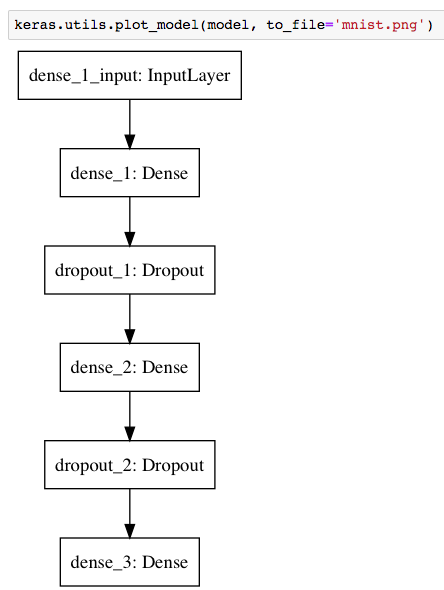 keras.utils.plot_model(model, to_file='mnist.png')
dense_1_input: InputLayer
dense_1: Dense
dropout_1: Dropout
dense_2: Dense
dropout_2: Dropout
dense_3: Dense